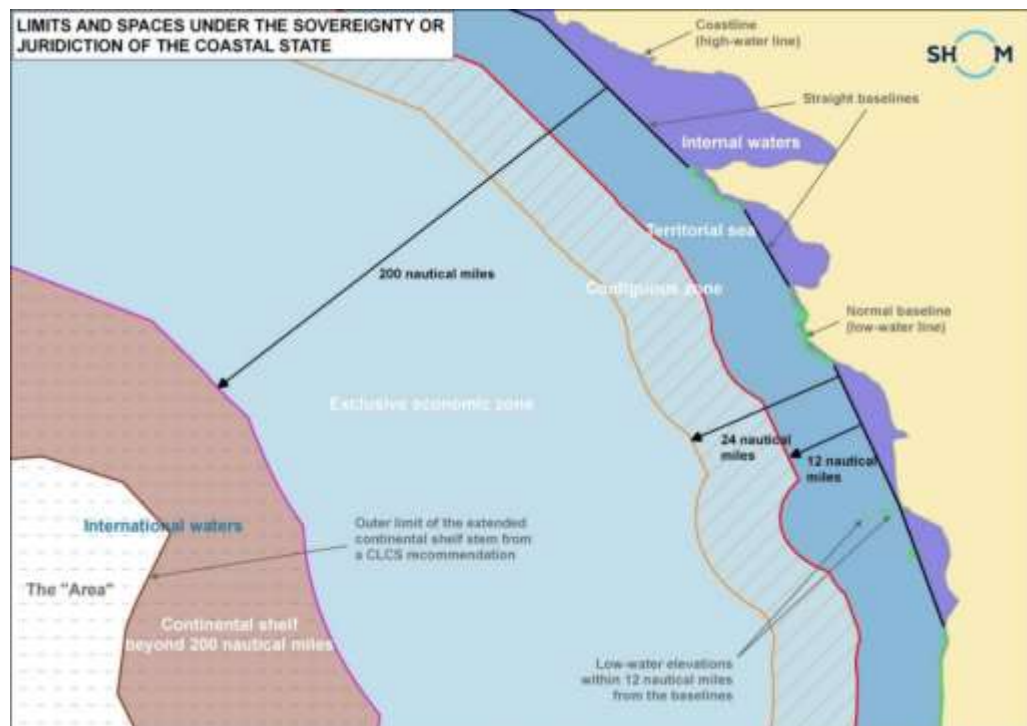 LIMITS AND SPACES UNDER THE SOVEREIGNTY OR
JURIDICTION OF THE COASTAL STATE
Coastline
(high-water line)
SHOM
Straight baselines
Internal waters
Territorial sea
200 nautical miles
Contiguous zone
Normal baseline
(low-water line)
Exclusive economic zone
24 nautical
miles
12 nautical
miles
International waters
Outer limit of the extended
continental shelf stem from
a CLCS recommendation
The "Area"
Continental shelf
beyond 200 nautical miles
Low-water elevations
within 12 nautical miles
from the baselines